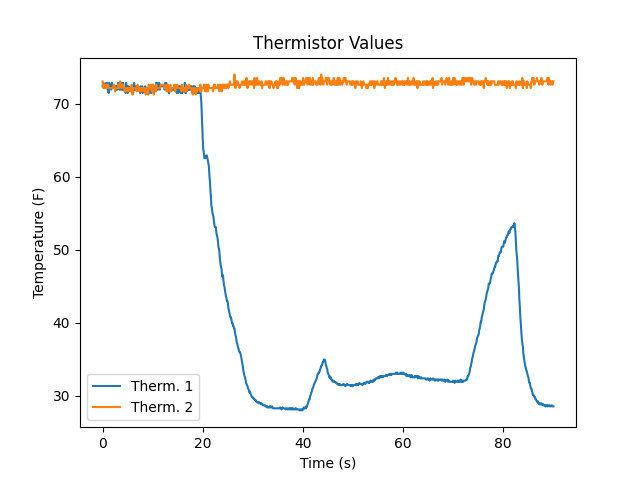 Thermistor Values
Temperature (F)
70
60
50
40
30
Therm. 1
Therm. 2
0
20
40
60
80
Time (s)